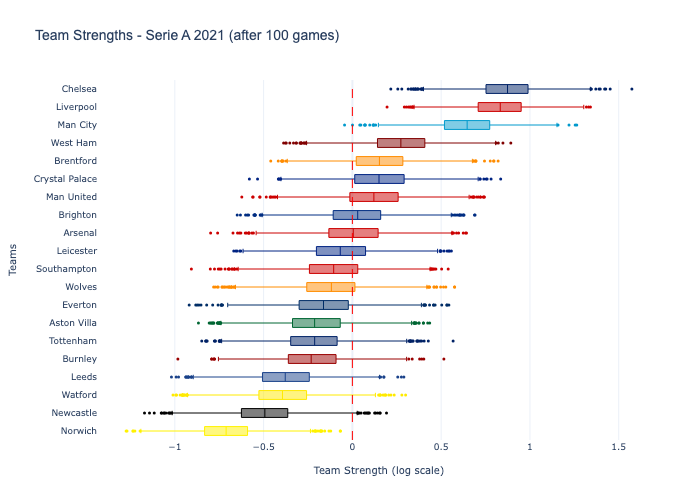 Team Strengths - Serie A 2021 (after 100 games)
Chelsea
Liverpool
Man City
West Ham
Brentford
Crystal Palace
Man United
Brighton
Arsenal
Leicester
Southampton
Wolves
Everton
Aston Villa
Tottenham
Burnley
Leeds
Watford
Newcastle
Norwich
Teams
−1
−0.5
0
0.5
1
1.5
Team Strength (log scale)